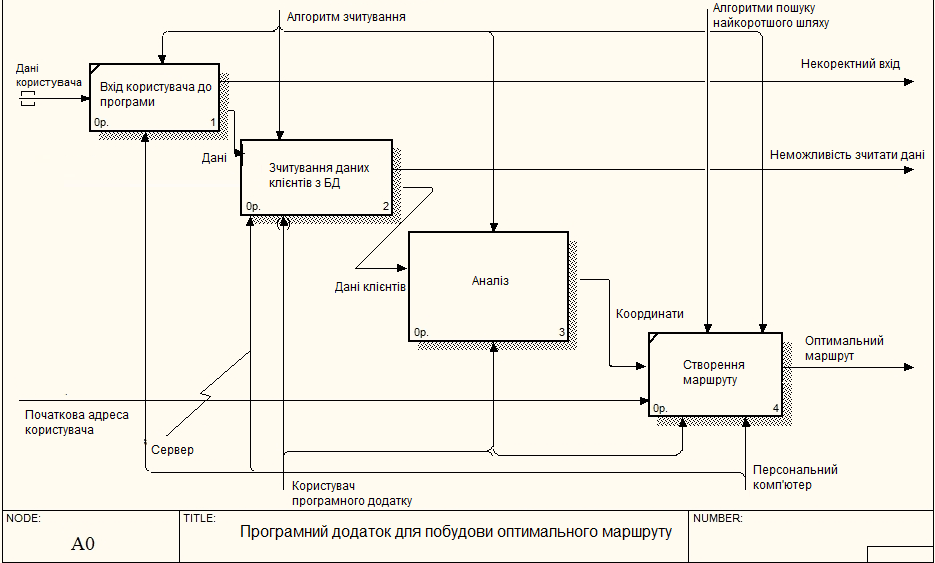 Алгоритм зчитування
Алгоритми пошуку
найкоротшого шляху
Дані
користувача
Вхід користувача до
програми
0р.
1
Некоректний вхід
Дані
Зчитування даних
клієнтів з БД
0р.
2
Неможливість зчитати дані
Дані клієнтів
Аналіз
0р.
3
Координати
Створення
маршруту
0р.
4
Оптимальний
маршрут
Початкова адреса
користувача
Сервер
Користувач
програмного додатку
Персональний
комп'ютер
NODE:
A0
TITLE:
Програмний додаток для побудови оптимального маршруту
NUMBER: